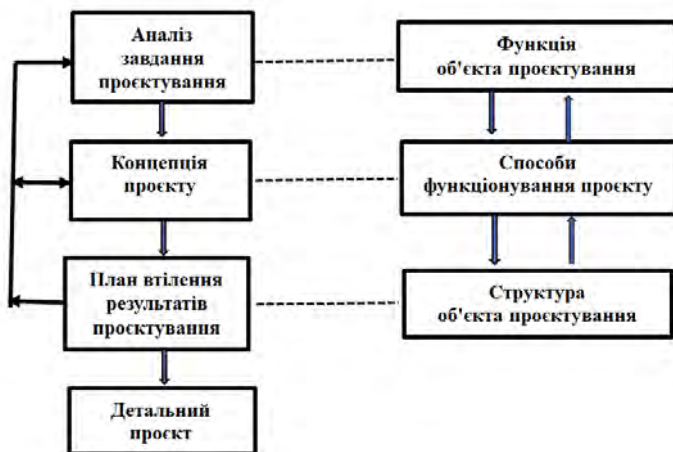 Аналіз
завдання
проєктування
Функція
об'єкта проєктування
Концепція
проєкту
Способи
функціонування проєкту
План втілення
результатів
проєктування
Структура
об'єкта проєктування
Детальний
проєкт